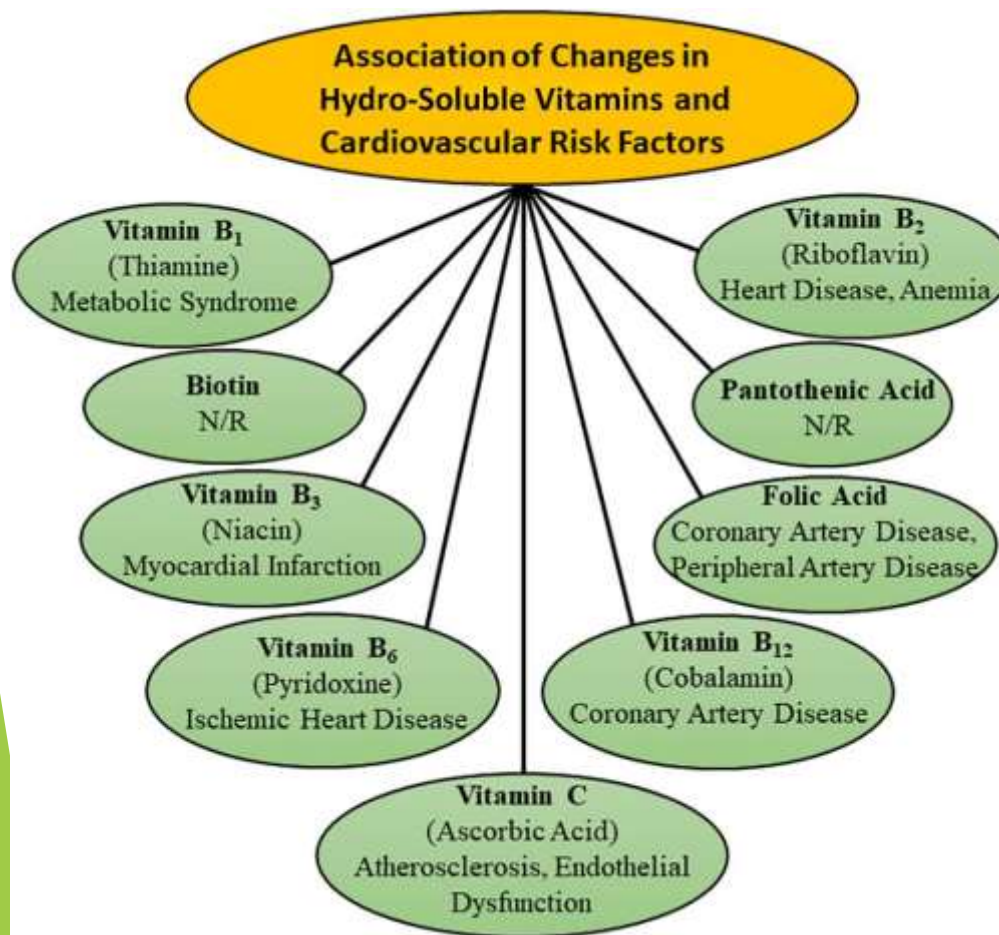 Association of Changes in
Hydro-Soluble Vitamins and
Cardiovascular Risk Factors
Vitamin B₁
(Thiamine)
Metabolic Syndrome
Vitamin B₂
(Riboflavin)
Heart Disease, Anemia
Biotin
N/R
Pantothenic Acid
N/R
Vitamin B₃
(Niacin)
Myocardial Infarction
Folic Acid
Coronary Artery Disease,
Peripheral Artery Disease
Vitamin B₆
(Pyridoxine)
Ischemic Heart Disease
Vitamin B₁₂
(Cobalamin)
Coronary Artery Disease
Vitamin C
(Ascorbic Acid)
Atherosclerosis, Endothelial
Dysfunction